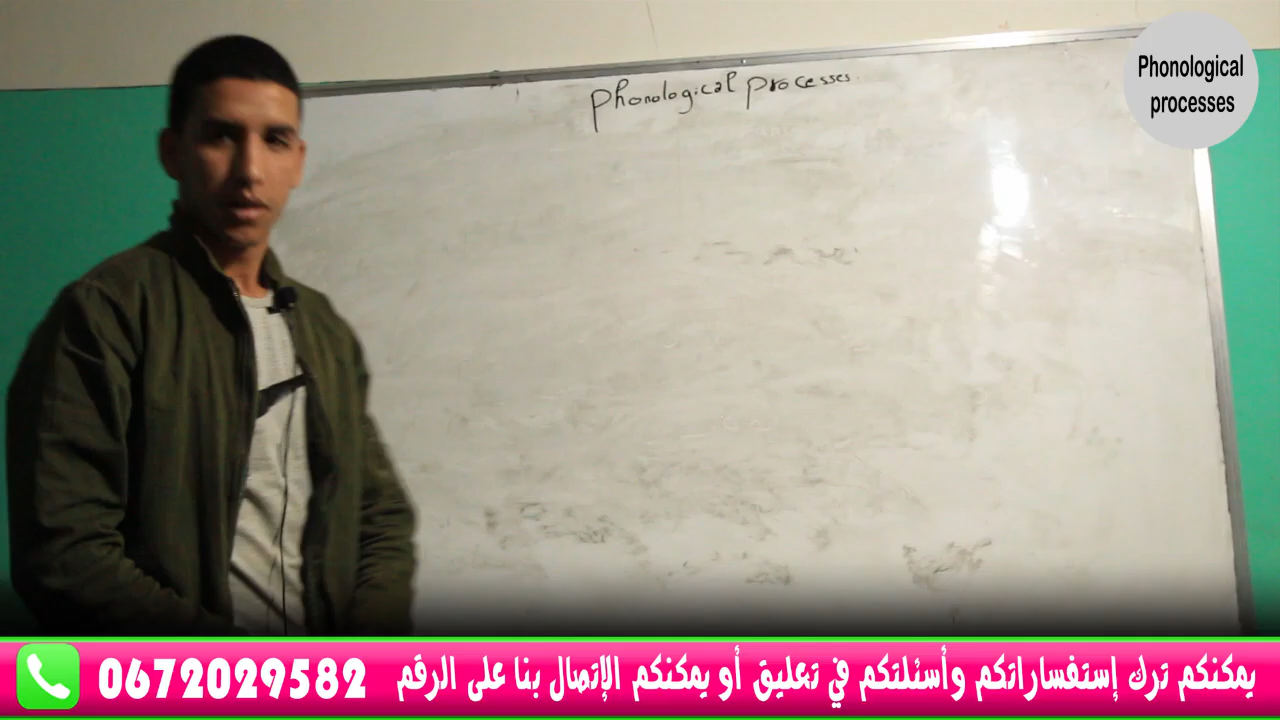 phonological processes
Phonological
processes
يمكنكم ترك إستفساراتكم وأسئلتكم في تعليق أو يمكنكم الإتصال بنا على الرقم 0672029582